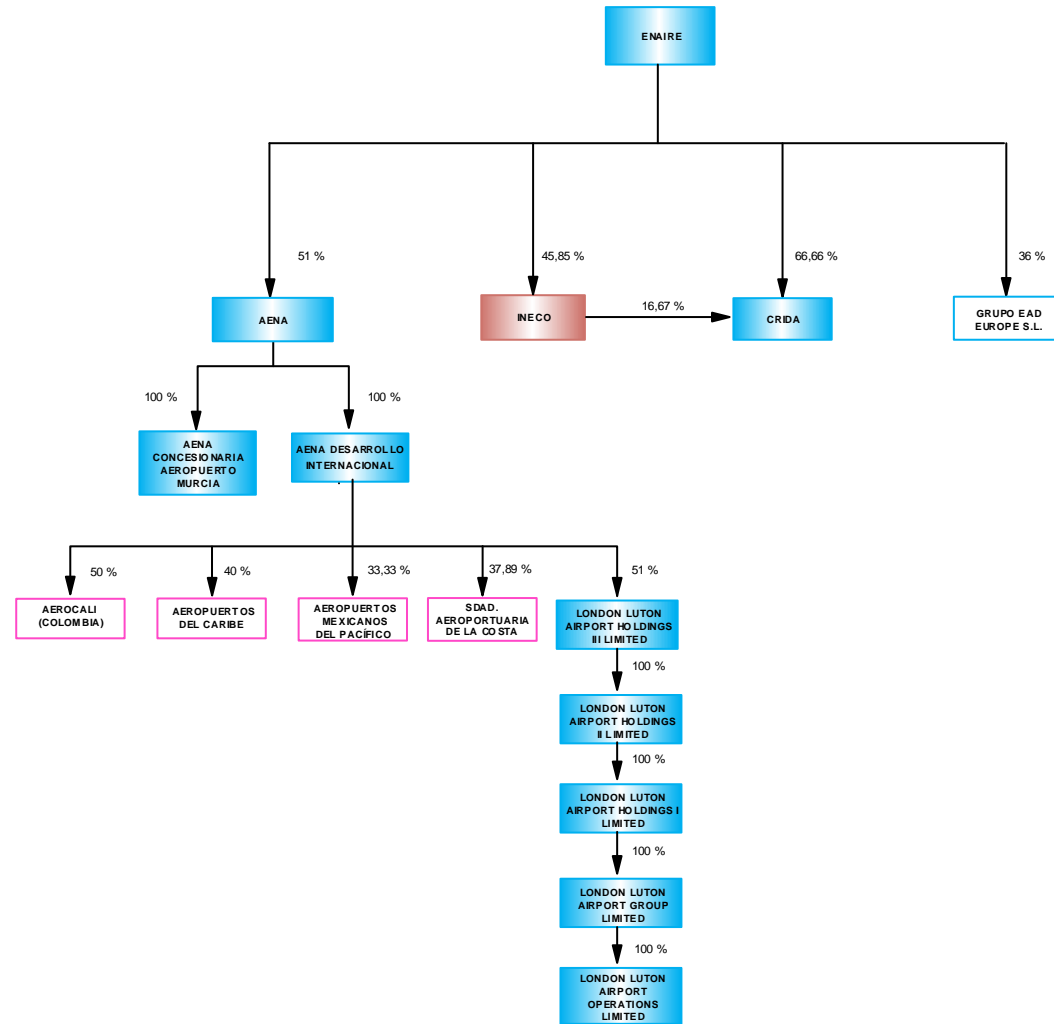 ENAIRE
51 %
45,85 %
66,66 %
36 %
AENA
INECO
16,67 %
CRIDA
GRUPO EAD
EUROPE S.L.
100 %
100 %
AENA
CONCESIONARIA
AEROPUERTO
MURCIA
AENA DESARROLLO
INTERNACIONAL
50 %
40 %
33,33 %
37,89 %
51 %
AEROCALI
(COLOMBIA)
AEROPUERTOS
DEL CARIBE
AEROPUERTOS
MEXICANOS
DEL PACÍFICO
SDAD.
AEROPORTUARIA
DE LA COSTA
LONDON LUTON
AIRPORT HOLDINGS
III LIMITED
100 %
LONDON LUTON
AIRPORT HOLDINGS
II LIMITED
100 %
LONDON LUTON
AIRPORT HOLDINGS I
LIMITED
100 %
LONDON LUTON
AIRPORT GROUP
LIMITED
100 %
LONDON LUTON
AIRPORT
OPERATIONS
LIMITED